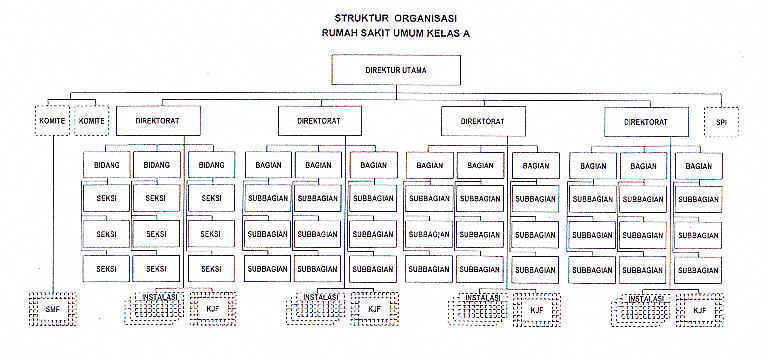 STRUKTUR ORGANISASI
RUMAH SAKIT UMUM KELAS A
DIREKTUR UTAMA
KOMITE KOMITE DIREKTORAT DIREKTORAT DIREKTORAT DIREKTORAT SPI
BIDANG BIDANG BIDANG BAGIAN BAGIAN BAGIAN BAGIAN BAGIAN BAGIAN BAGIAN BAGIAN BAGIAN
SEKSI SEKSI SEKSI SUBBAGIAN SUBBAGIAN SUBBAGIAN SUBBAGIAN SUBBAGIAN SUBBAGIAN SUBBAGIAN SUBBAGIAN SUBBAGIAN
SEKSI SEKSI SEKSI SUBBAGIAN SUBBAGIAN SUBBAGIAN SUBBAGIAN SUBBAGIAN SUBBAGIAN SUBBAGIAN SUBBAGIAN SUBBAGIAN
SEKSI SEKSI SEKSI SUBBAGIAN SUBBAGIAN SUBBAGIAN SUBBAGIAN SUBBAGIAN SUBBAGIAN SUBBAGIAN SUBBAGIAN SUBBAGIAN
SMF INSTALASI KJF INSTALASI KJF INSTALASI KJF INSTALASI KJF